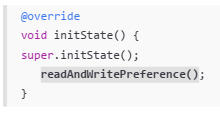 @override
void initState() {
super.initState();
readAndWritePreference();
}